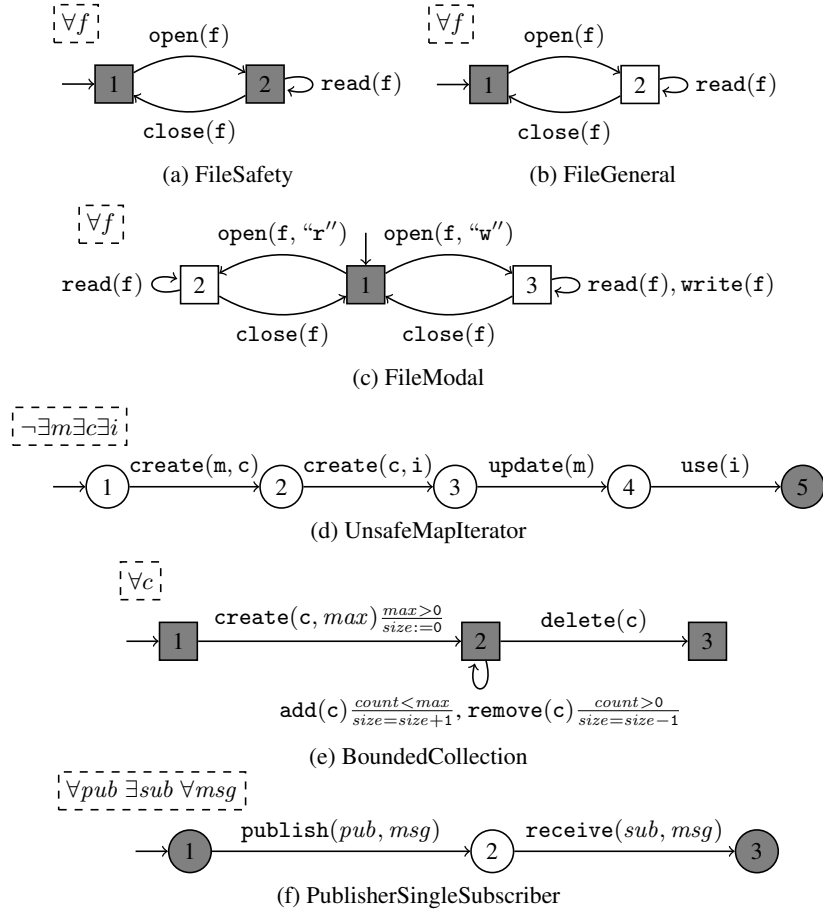 ∀f
∀f
open(f)
open(f)
1
2
read(f)
1
2
read(f)
close(f)
close(f)
(a) FileSafety
(b) FileGeneral
∀f
open(f, “r″)
open(f, “w″)
read(f)
2
1
3
read(f), write(f)
close(f)
close(f)
(c) FileModal
¬∃m∃c∃i
create(m, c)
create(c, i)
update(m)
use(i)
1
2
3
4
5
(d) UnsafeMapIterator
∀c
create(c, max) max>0 / size:=0
delete(c)
1
2
3
add(c) count<max / size=size+1, remove(c) count>0 / size=size−1
(e) BoundedCollection
∀pub ∃sub ∀msg
publish(pub, msg)
receive(sub, msg)
1
2
3
(f) PublisherSingleSubscriber